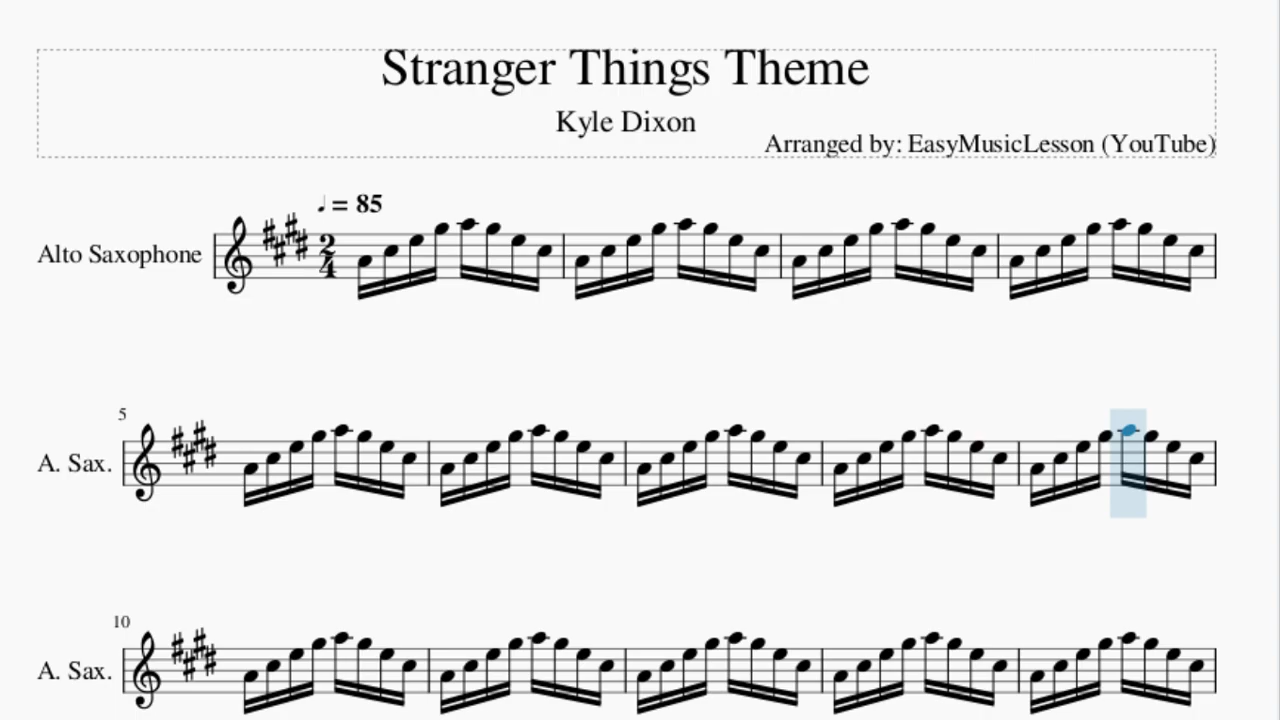 Stranger Things Theme
Kyle Dixon
Arranged by: EasyMusicLesson (YouTube)
♩ = 85
Alto Saxophone
2
4
5
A. Sax.
10
A. Sax.